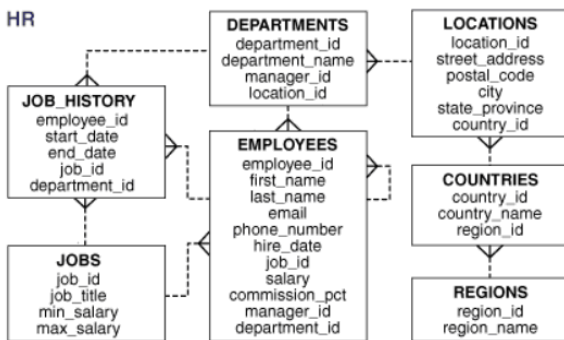 HR
DEPARTMENTS
department_id
department_name
manager_id
location_id
LOCATIONS
location_id
street_address
postal_code
city
state_province
country_id
JOB_HISTORY
employee_id
start_date
end_date
job_id
department_id
EMPLOYEES
employee_id
first_name
last_name
email
phone_number
hire_date
job_id
salary
commission_pct
manager_id
department_id
COUNTRIES
country_id
country_name
region_id
JOBS
job_id
job_title
min_salary
max_salary
REGIONS
region_id
region_name